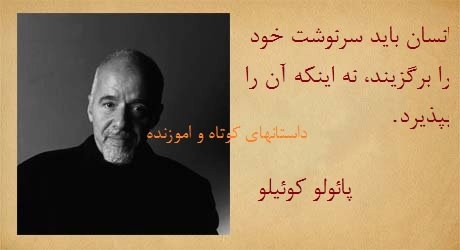 انسان باید سرنوشت خود
را برگزیند، نه اینکه آن را
بپذیرد.
داستانهای کوتاه و اموزنده
پائولو کوئیلو